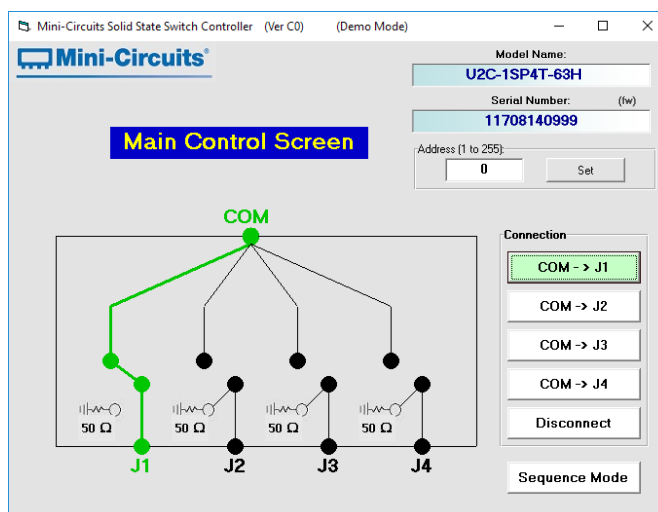 Mini-Circuits Solid State Switch Controller (Ver C0) (Demo Mode)
Mini-Circuits®
Model Name:
U2C-1SP4T-63H
Serial Number: (fw)
11708140999
Main Control Screen
Address (1 to 255):
0 Set
COM
Connection
COM - > J1
COM -> J2
COM -> J3
COM -> J4
Disconnect
50 Ω 50 Ω 50 Ω 50 Ω
J1 J2 J3 J4
Sequence Mode